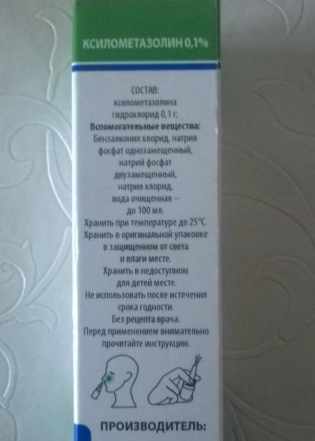 КСИЛОМЕТАЗОЛИН 0,1%
СОСТАВ:
ксилометазолина
гидрохлорид 0,1 г;
Вспомогательные вещества:
Бензалкония хлорид, натрия
фосфат однозамещенный,
натрий фосфат
двузамещенный,
натрия хлорид,
вода очищенная –
до 100 мл.
Хранить при температуре до 25°С.
Хранить в оригинальной упаковке
в защищенном от света
и влаги месте.
Хранить в недоступном
для детей месте.
Не использовать после истечения
срока годности.
Без рецепта врача.
Перед применением внимательно
прочитайте инструкцию.
ПРОИЗВОДИТЕЛЬ: